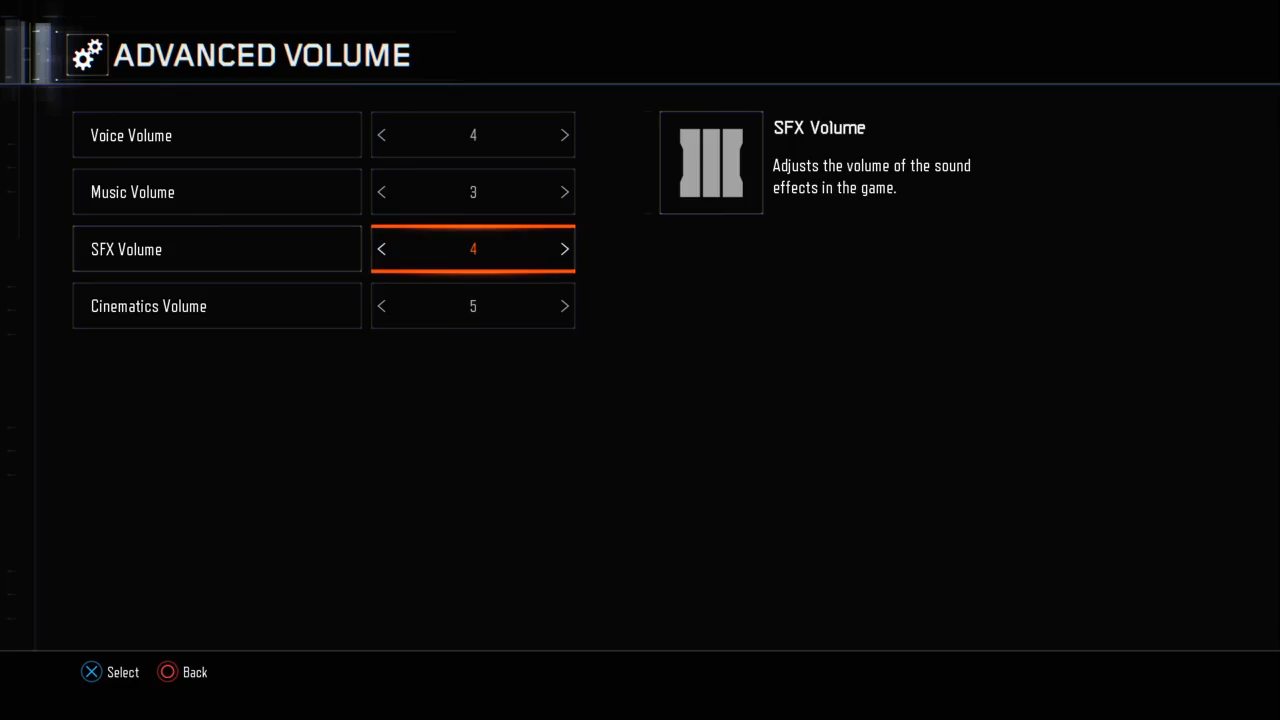 ADVANCED VOLUME
Voice Volume < 4 >
Music Volume < 3 >
SFX Volume < 4 >
Cinematics Volume < 5 >
SFX Volume
Adjusts the volume of the sound
effects in the game.
Select Back